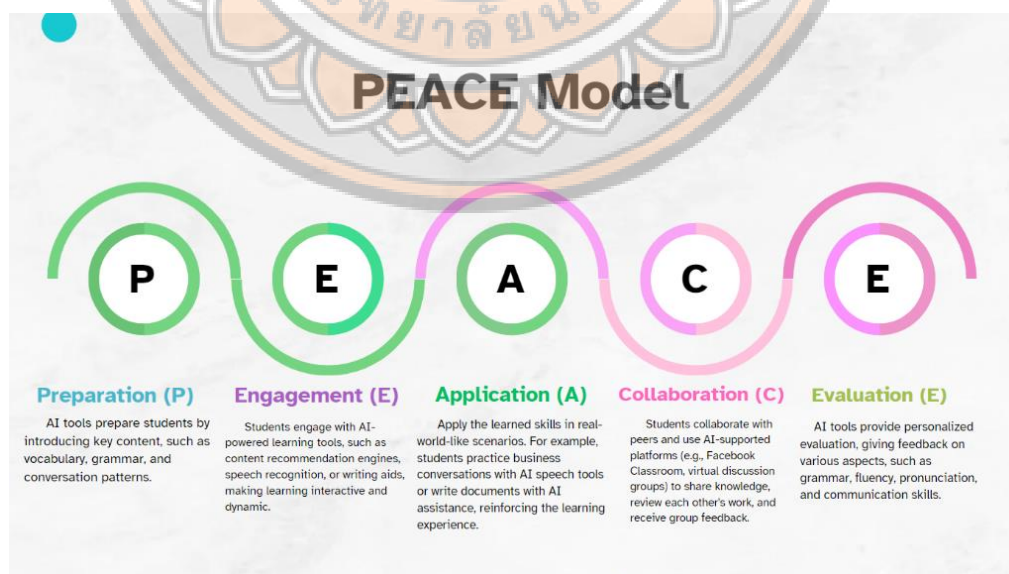 PEACE Model
P
E
A
C
E
Preparation (P)
AI tools prepare students by
introducing key content, such as
vocabulary, grammar, and
conversation patterns.
Engagement (E)
Students engage with AI-
powered learning tools, such as
content recommendation engines,
speech recognition, or writing aids,
making learning interactive and
dynamic.
Application (A)
Apply the learned skills in real-
world-like scenarios. For example,
students practice business
conversations with AI speech tools
or write documents with AI
assistance, reinforcing the learning
experience.
Collaboration (C)
Students collaborate with
peers and use AI-supported
platforms (e.g., Facebook
Classroom, virtual discussion
groups) to share knowledge,
review each other's work, and
receive group feedback.
Evaluation (E)
AI tools provide personalized
evaluation, giving feedback on
various aspects, such as
grammar, fluency, pronunciation,
and communication skills.